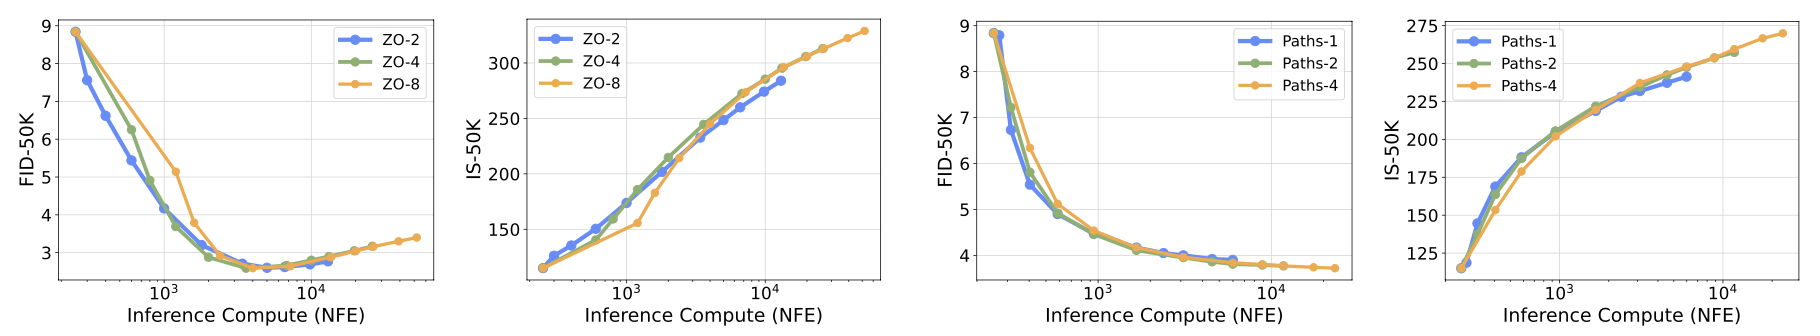 9
8
7
6
5
4
3
FID-50K
10³
10⁴
Inference Compute (NFE)
ZO-2
ZO-4
ZO-8
300
250
200
150
IS-50K
10³
10⁴
Inference Compute (NFE)
ZO-2
ZO-4
ZO-8
9
8
7
6
5
4
FID-50K
10³
10⁴
Inference Compute (NFE)
Paths-1
Paths-2
Paths-4
275
250
225
200
175
150
125
IS-50K
10³
10⁴
Inference Compute (NFE)
Paths-1
Paths-2
Paths-4